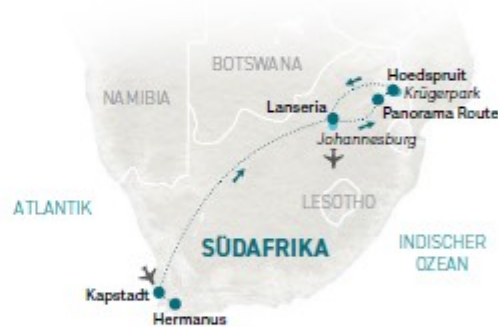 BOTSWANA
NAMIBIA
Hoedspruit
Krügerpark
Lanseria
Panorama Route
Johannesburg
LESOTHO
ATLANTIK
SÜDAFRIKA
INDISCHER
OZEAN
Kapstadt
Hermanus